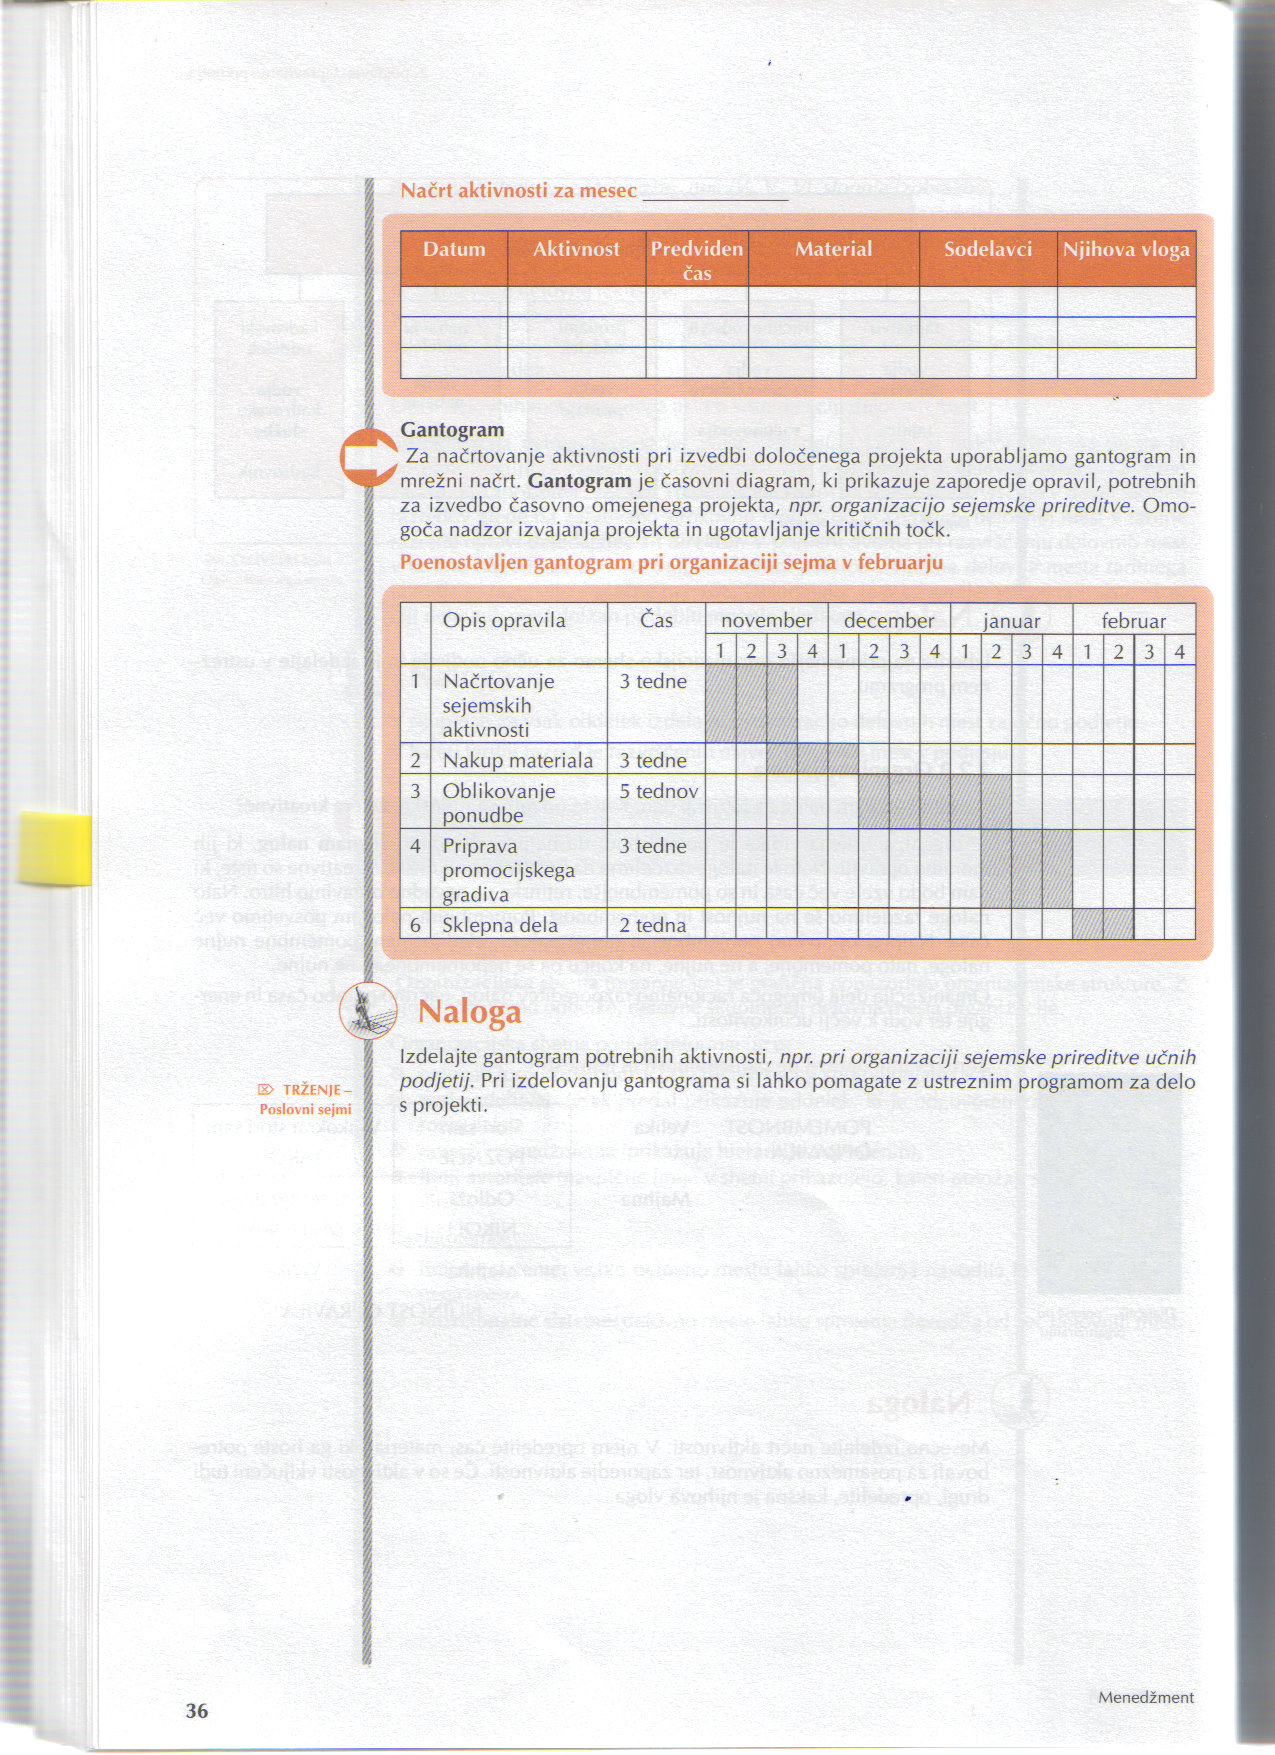 Načrt aktivnosti za mesec ______________
Datum Aktivnost Predviden čas Material Sodelavci Njihova vloga
Gantogram
Za načrtovanje aktivnosti pri izvedbi določenega projekta uporabljamo gantogram in
mrežni načrt. Gantogram je časovni diagram, ki prikazuje zaporedje opravil, potrebnih
za izvedbo časovno omejenega projekta, npr. organizacijo sejemske prireditve. Omo-
goča nadzor izvajanja projekta in ugotavljanje kritičnih točk.
Poenostavljen gantogram pri organizaciji sejma v februarju
Opis opravila Čas november december januar februar
1 2 3 4 1 2 3 4 1 2 3 4 1 2 3 4
1 Načrtovanje 3 tedne
sejemskih
aktivnosti
2 Nakup materiala 3 tedne
3 Oblikovanje 5 tednov
ponudbe
4 Priprava 3 tedne
promocijskega
gradiva
6 Sklepna dela 2 tedna
Naloga
Izdelajte gantogram potrebnih aktivnosti, npr. pri organizaciji sejemske prireditve učnih
podjetij. Pri izdelovanju gantograma si lahko pomagate z ustreznim programom za delo
s projekti.
TRŽENJE –
Poslovni sejmi
36
Menedžment